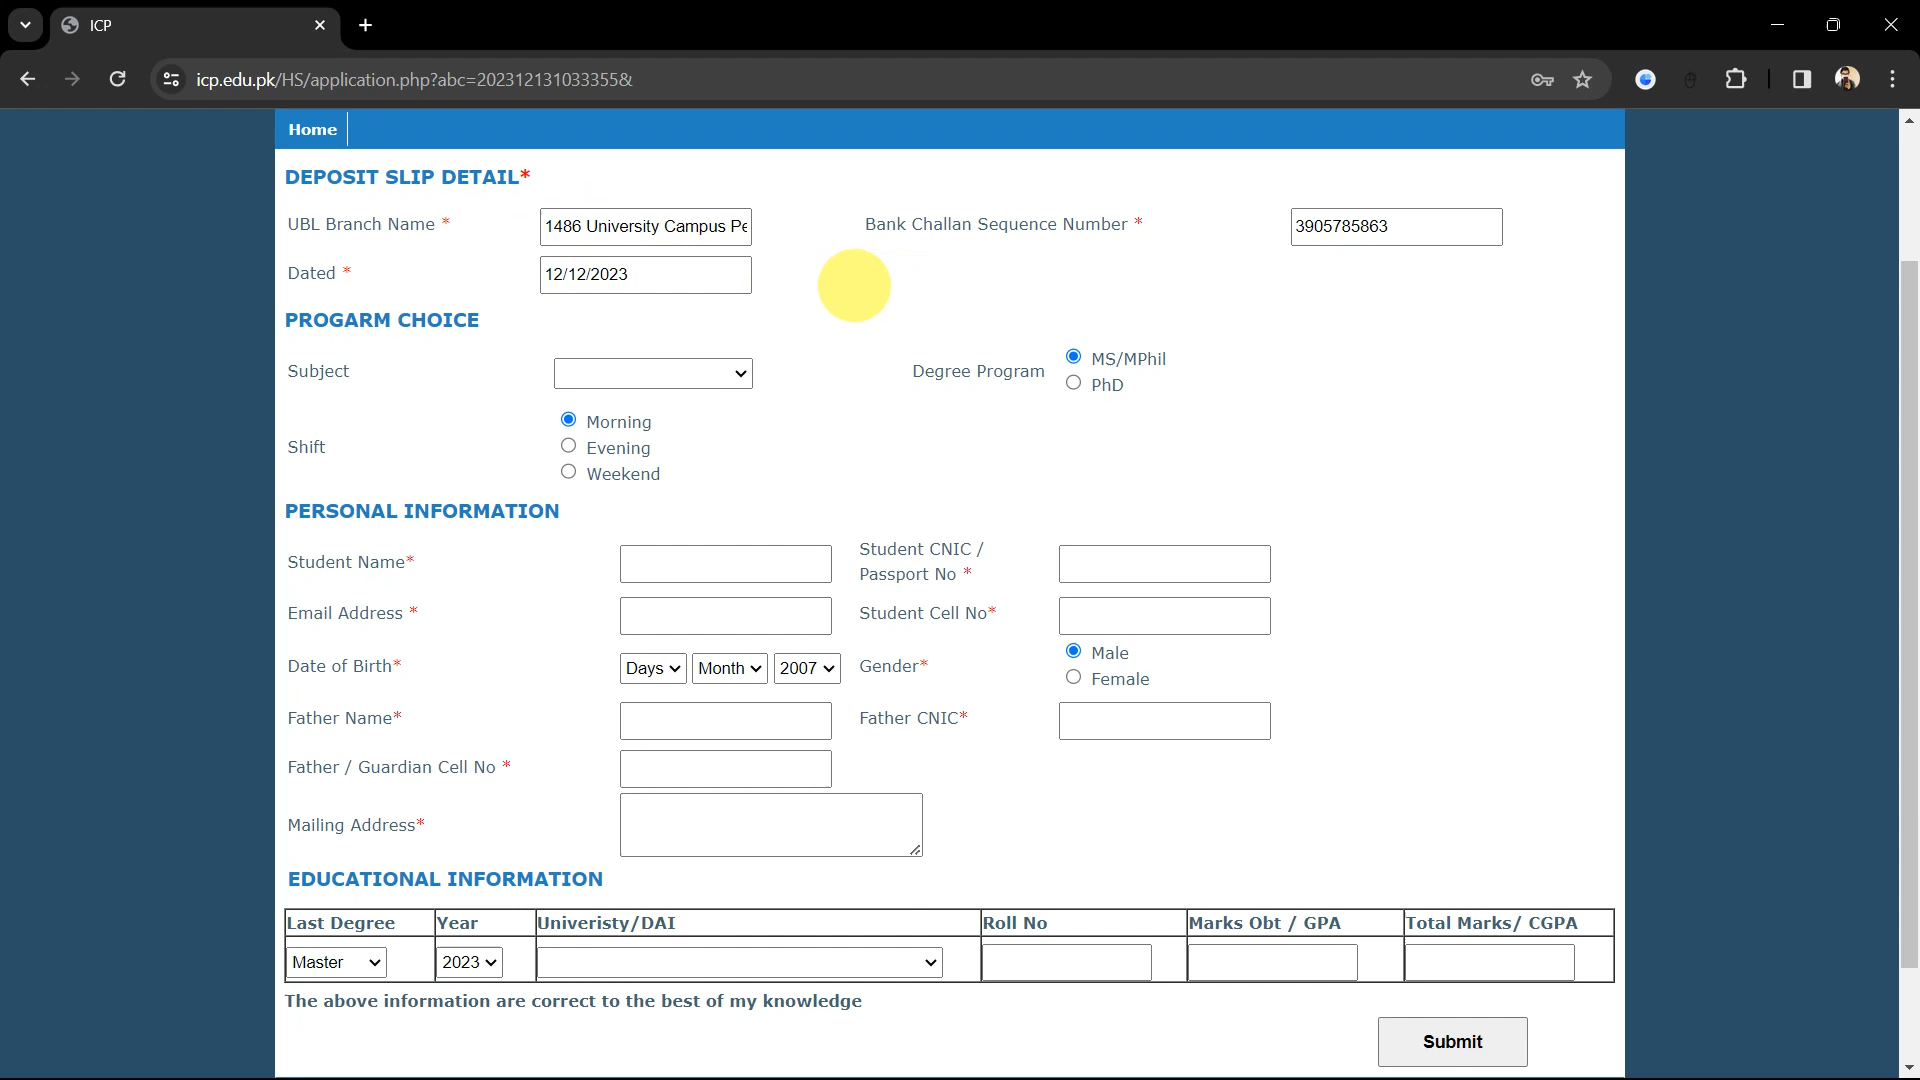 ICP
icp.edu.pk/HS/application.php?abc=2023121310333​55&
Home
DEPOSIT SLIP DETAIL*
UBL Branch Name * 1486 University Campus Pe Bank Challan Sequence Number * 3905785863
Dated * 12/12/2023
PROGARM CHOICE
Subject Degree Program MS/MPhil
PhD
Shift Morning
Evening
Weekend
PERSONAL INFORMATION
Student Name* Student CNIC /
Passport No *
Email Address * Student Cell No*
Date of Birth* Days Month 2007 Gender* Male
Female
Father Name* Father CNIC*
Father / Guardian Cell No *
Mailing Address*
EDUCATIONAL INFORMATION
Last Degree Year Univeristy/DAI Roll No Marks Obt / GPA Total Marks/ CGPA
Master 2023
The above information are correct to the best of my knowledge
Submit